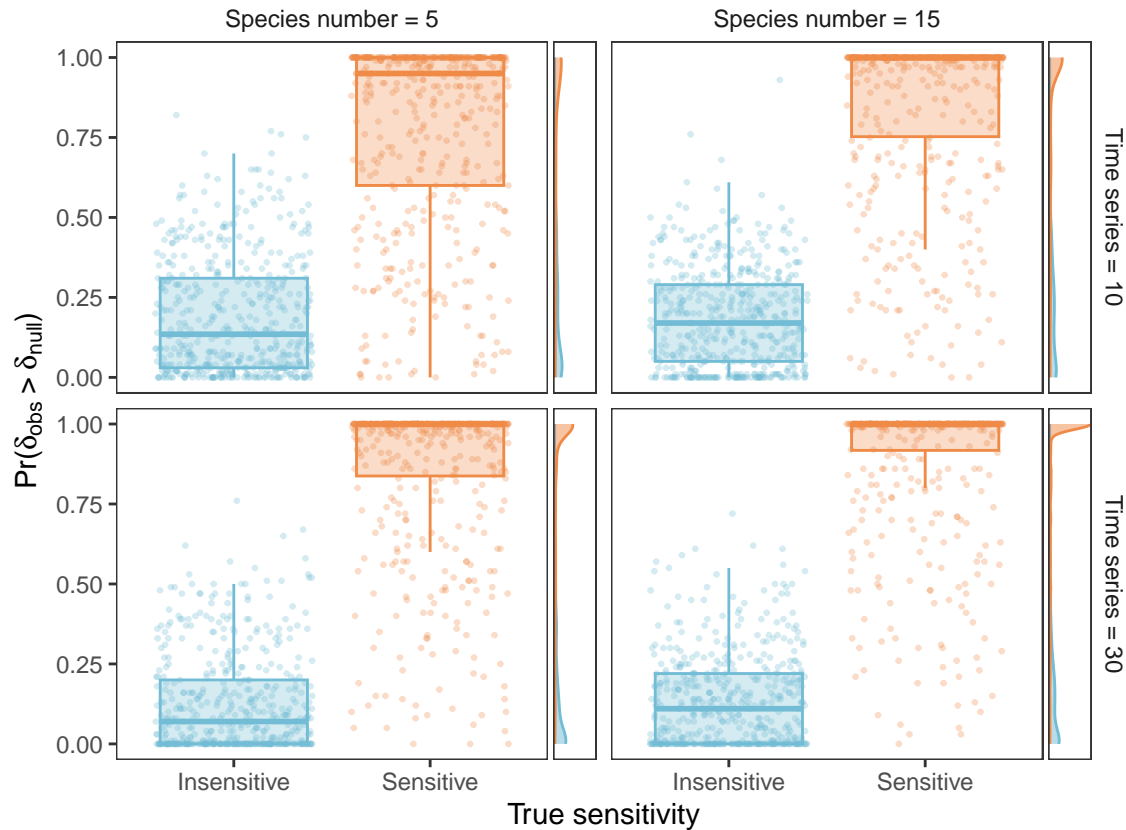 Species number = 5
Species number = 15
Pr(δobs > δnull)
1.00
0.75
0.50
0.25
0.00
Time series = 10
1.00
0.75
0.50
0.25
0.00
Time series = 30
Insensitive
Sensitive
Insensitive
Sensitive
True sensitivity